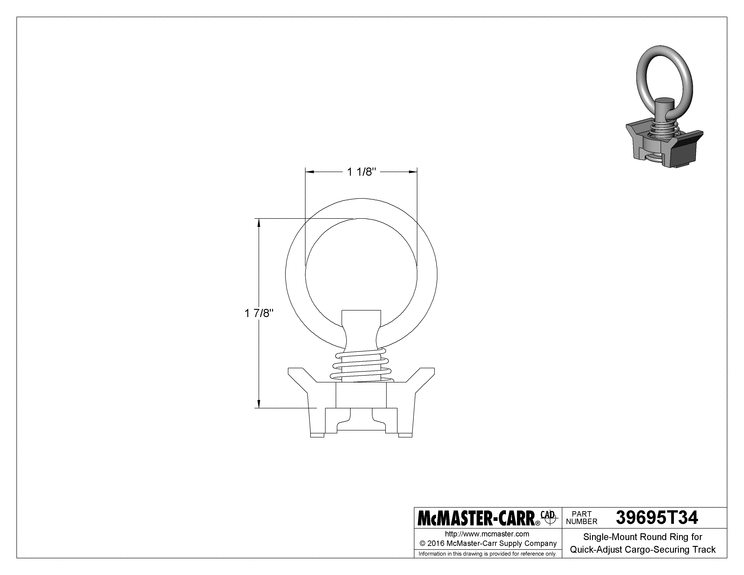 1 1/8"
1 7/8"
McMASTER-CARR® CAD
http://www.mcmaster.com
© 2016 McMaster-Carr Supply Company
Information in this drawing is provided for reference only.
PART NUMBER
39695T34
Single-Mount Round Ring for
Quick-Adjust Cargo-Securing Track